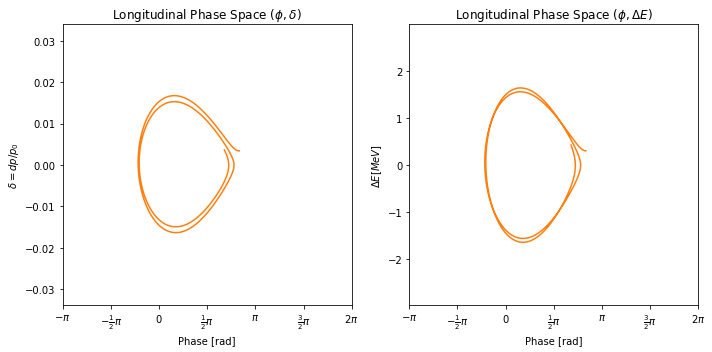 Longitudinal Phase Space (ϕ, δ)
0.03
0.02
0.01
0.00
−0.01
−0.02
−0.03
δ = dp/p₀
−π
−½π
0
½π
π
3/2π
2π
Phase [rad]
Longitudinal Phase Space (ϕ, ΔE)
2
1
0
−1
−2
ΔE[MeV]
−π
−½π
0
½π
π
3/2π
2π
Phase [rad]